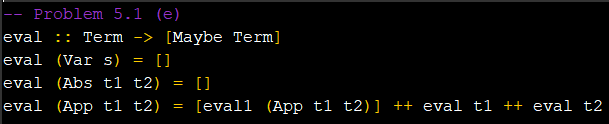 -- Problem 5.1 (e)
eval :: Term -> [Maybe Term]
eval (Var s) = []
eval (Abs t1 t2) = []
eval (App t1 t2) = [eval1 (App t1 t2)] ++ eval t1 ++ eval t2